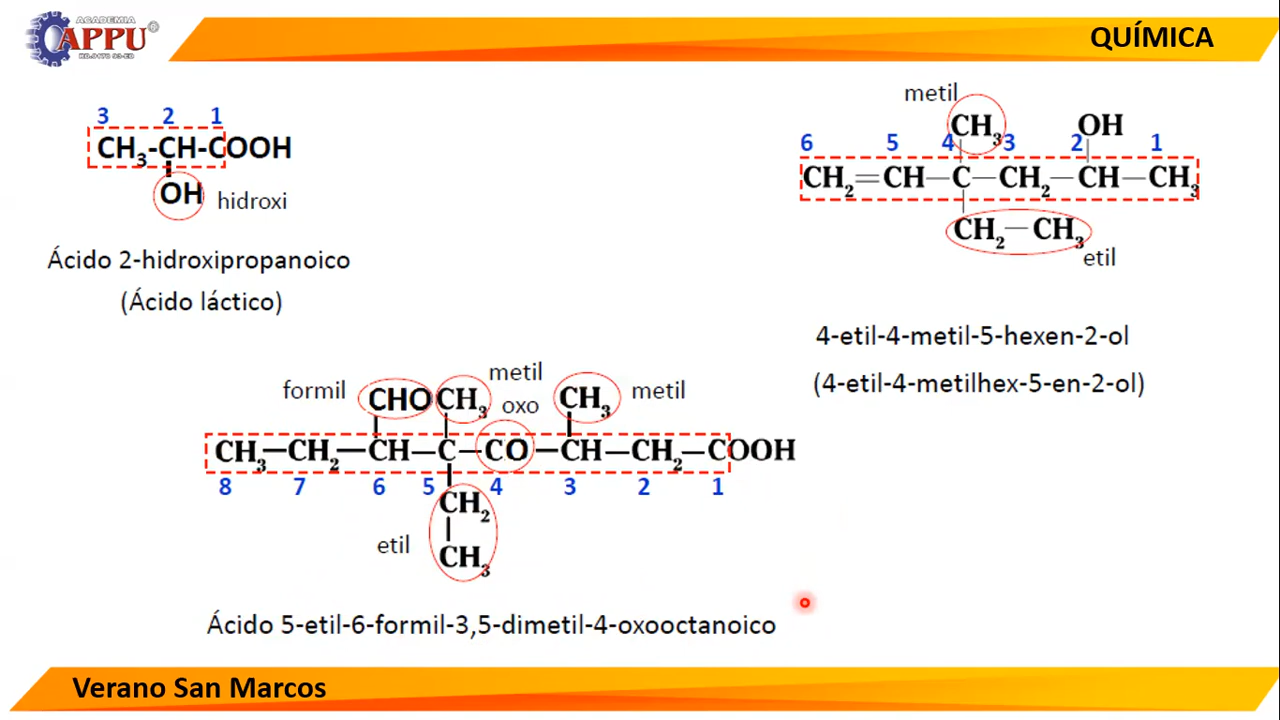 ACADEMIA
APPU®
RD.0470 93-ED
QUÍMICA
3 2 1
CH₃-CH-COOH
OH hidroxi
Ácido 2-hidroxipropanoico
(Ácido láctico)
metil
CH₃ OH
6 5 4 3 2 1
CH₂=CH—C—CH₂—CH—CH₃
CH₂—CH₃
etil
4-etil-4-metil-5-hexen-2-ol
(4-etil-4-metilhex-5-en-2-ol)
formil metil metil
CHO CH₃ oxo CH₃
CH₃—CH₂—CH—C—CO—CH—CH₂—COOH
8 7 6 5 4 3 2 1
CH₂
etil
CH₃
Ácido 5-etil-6-formil-3,5-dimetil-4-oxooctanoico
Verano San Marcos